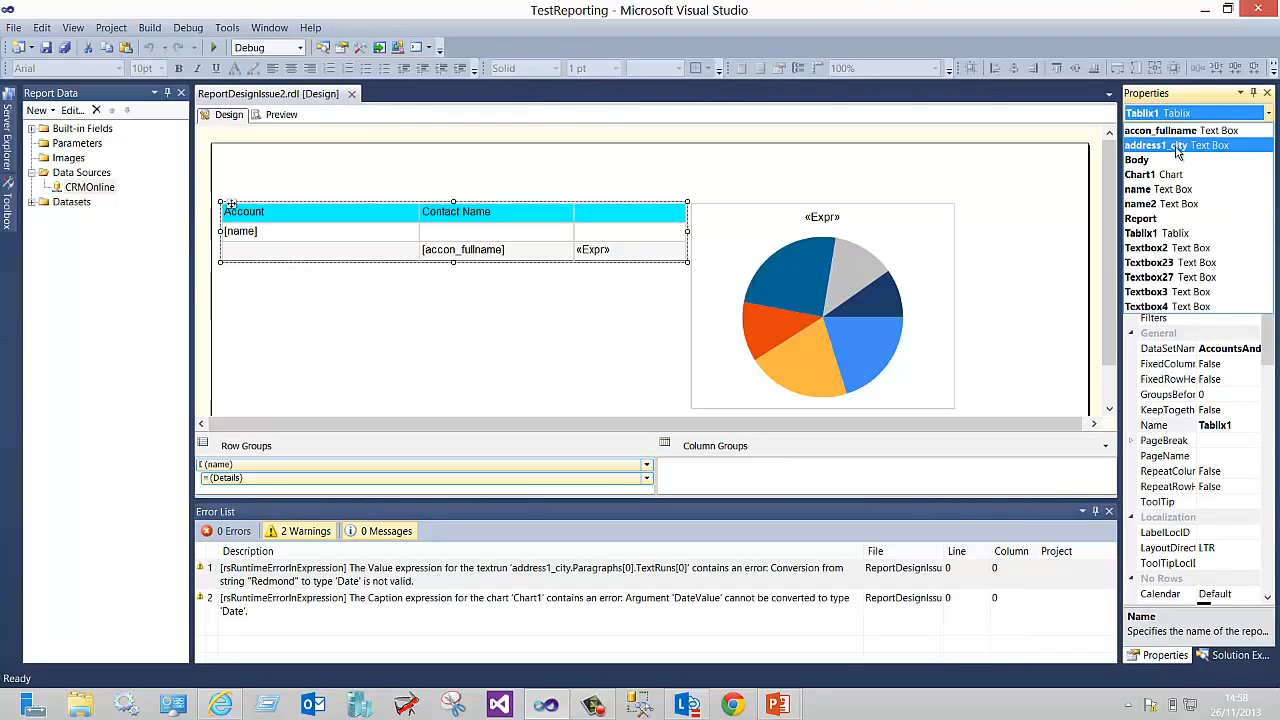 TestReporting - Microsoft Visual Studio
File Edit View Project Build Debug Tools Window Help
Debug
Arial 10pt B I U A Solid 1 pt 100%
Report Data
New Edit...
Built-in Fields
Parameters
Images
Data Sources
CRMOnline
Datasets
Server Explorer
Toolbox
ReportDesignIssue2.rdl [Design]
Design Preview
Account Contact Name
[name]
[accon_fullname] «Expr»
«Expr»
Row Groups Column Groups
(name)
(Details)
Error List
0 Errors 2 Warnings 0 Messages
Description File Line Column Project
1 [rsRuntimeErrorInExpression] The Value expression for the textrun 'address1_city.Paragraphs[0].TextRuns[0]' contains an error: Conversion from ReportDesignIssu 0 0
string "Redmond" to type 'Date' is not valid.
2 [rsRuntimeErrorInExpression] The Caption expression for the chart 'Chart1' contains an error: Argument 'DateValue' cannot be converted to type ReportDesignIssu 0 0
'Date'.
Properties
Tablix1 Tablix
accon_fullname Text Box
address1_city Text Box
Body
Chart1 Chart
name Text Box
name2 Text Box
Report
Tablix1 Tablix
Textbox2 Text Box
Textbox23 Text Box
Textbox27 Text Box
Textbox3 Text Box
Textbox4 Text Box
Filters
General
DataSetNam AccountsAnd
FixedColumn False
FixedRowHe False
GroupsBefor 0
KeepTogeth False
Name Tablix1
PageBreak
PageName
RepeatColu False
RepeatRowH False
ToolTip
Localization
LabelLocID
LayoutDirect LTR
ToolTipLocI
No Rows
Calendar Default
Name
Specifies the name of the repo...
Properties Solution Ex...
Ready
14:58
26/11/2013